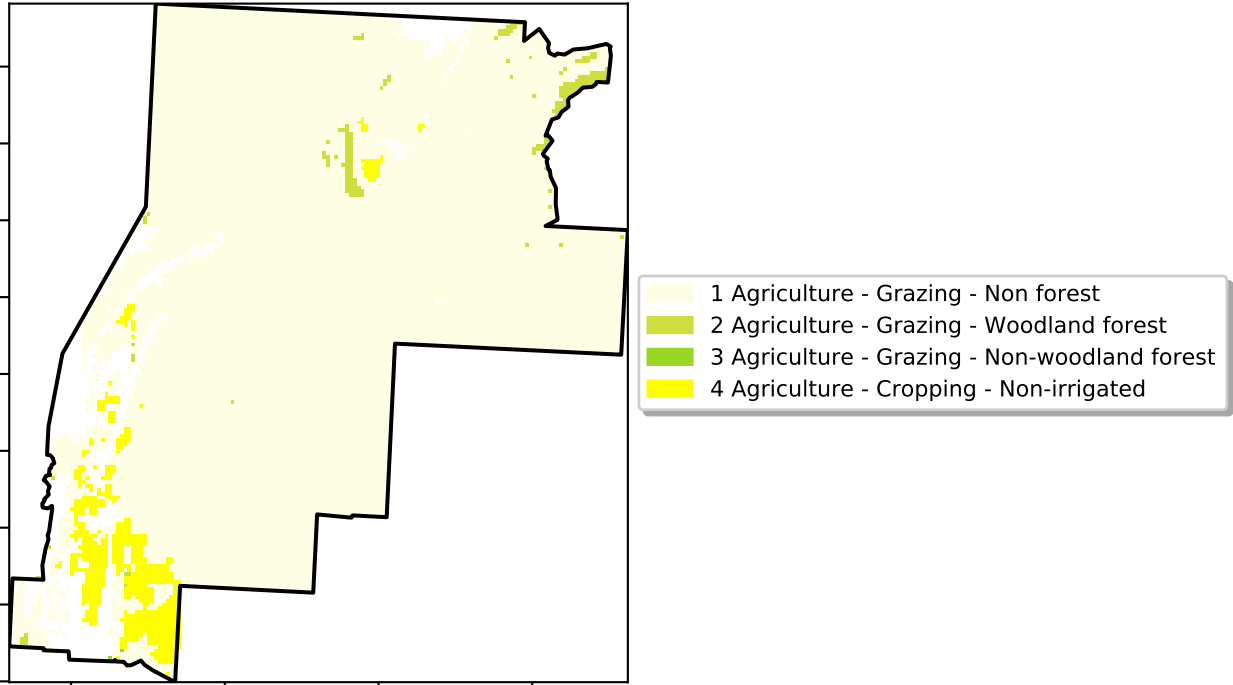 1 Agriculture - Grazing - Non forest
2 Agriculture - Grazing - Woodland forest
3 Agriculture - Grazing - Non-woodland forest
4 Agriculture - Cropping - Non-irrigated